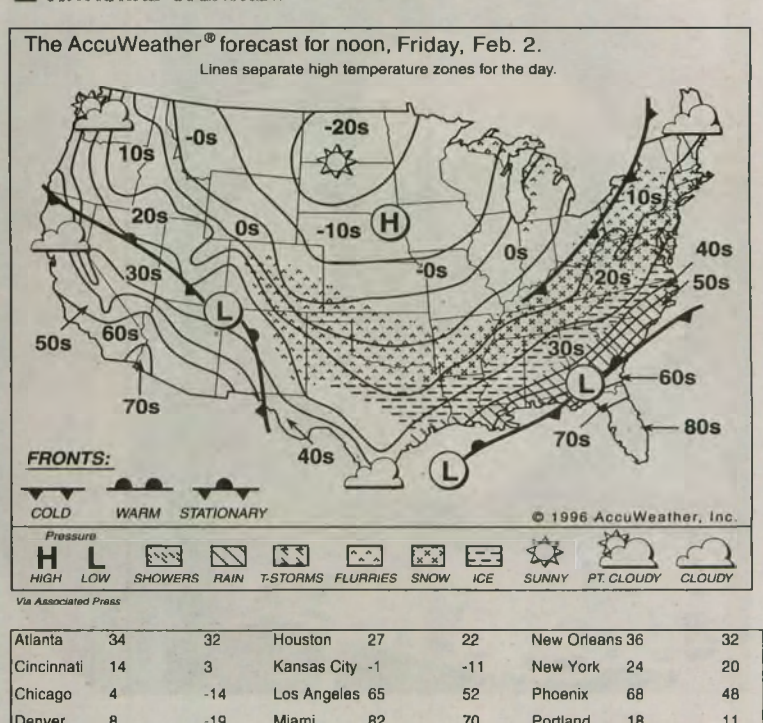 The AccuWeather® forecast for noon, Friday, Feb. 2.
Lines separate high temperature zones for the day.
-20s
-0s
10s
10s
-10s
H
20s
0s
0s
-0s
40s
30s
20s
50s
L
60s
30s
50s
L
60s
70s
70s
80s
40s
L
FRONTS:
COLD WARM STATIONARY
© 1996 AccuWeather, Inc.
Pressure
H L
HIGH LOW SHOWERS RAIN T-STORMS FLURRIES SNOW ICE SUNNY PT. CLOUDY CLOUDY
Via Associated Press
Atlanta 34 32 Houston 27 22 New Orleans 36 32
Cincinnati 14 3 Kansas City -1 -11 New York 24 20
Chicago 4 -14 Los Angeles 65 52 Phoenix 68 48
Denver 8 -19 Miami 82 70 Portland 18 11